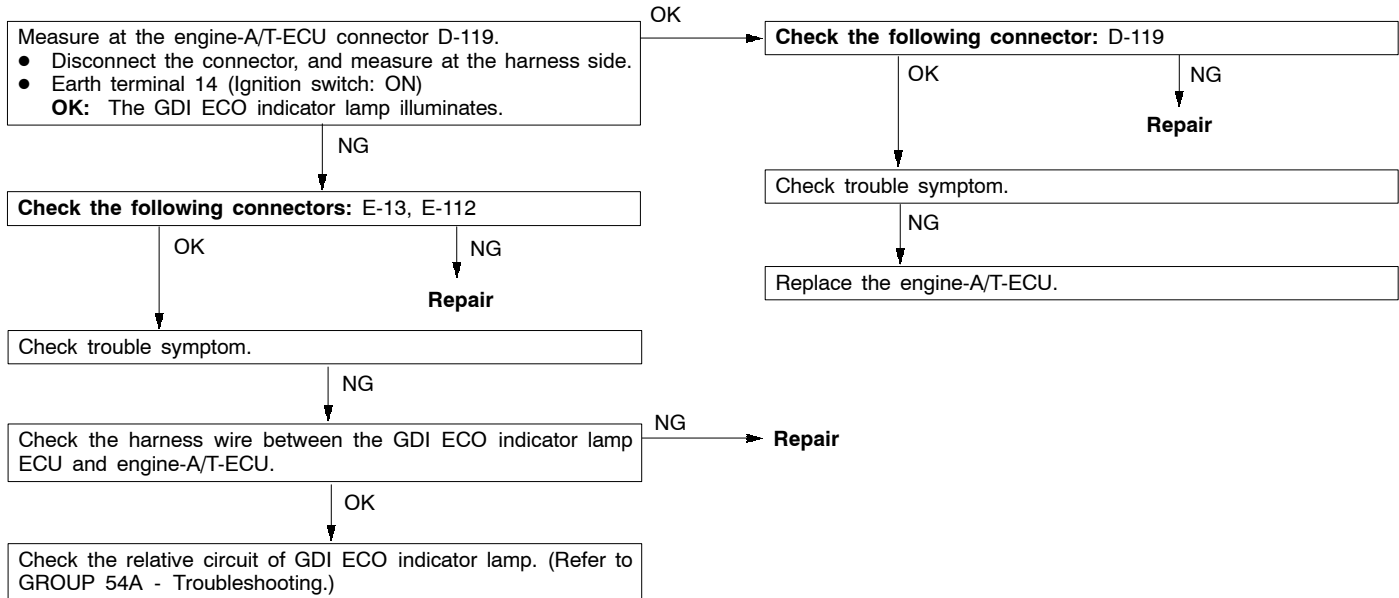 Measure at the engine-A/T-ECU connector D-119.
● Disconnect the connector, and measure at the harness side.
● Earth terminal 14 (Ignition switch: ON)
OK: The GDI ECO indicator lamp illuminates.
OK
Check the following connector: D-119
OK
NG
Repair
Check trouble symptom.
NG
Replace the engine-A/T-ECU.
NG
Check the following connectors: E-13, E-112
OK
NG
Repair
Check trouble symptom.
NG
Check the harness wire between the GDI ECO indicator lamp
ECU and engine-A/T-ECU.
NG
Repair
OK
Check the relative circuit of GDI ECO indicator lamp. (Refer to
GROUP 54A - Troubleshooting.)